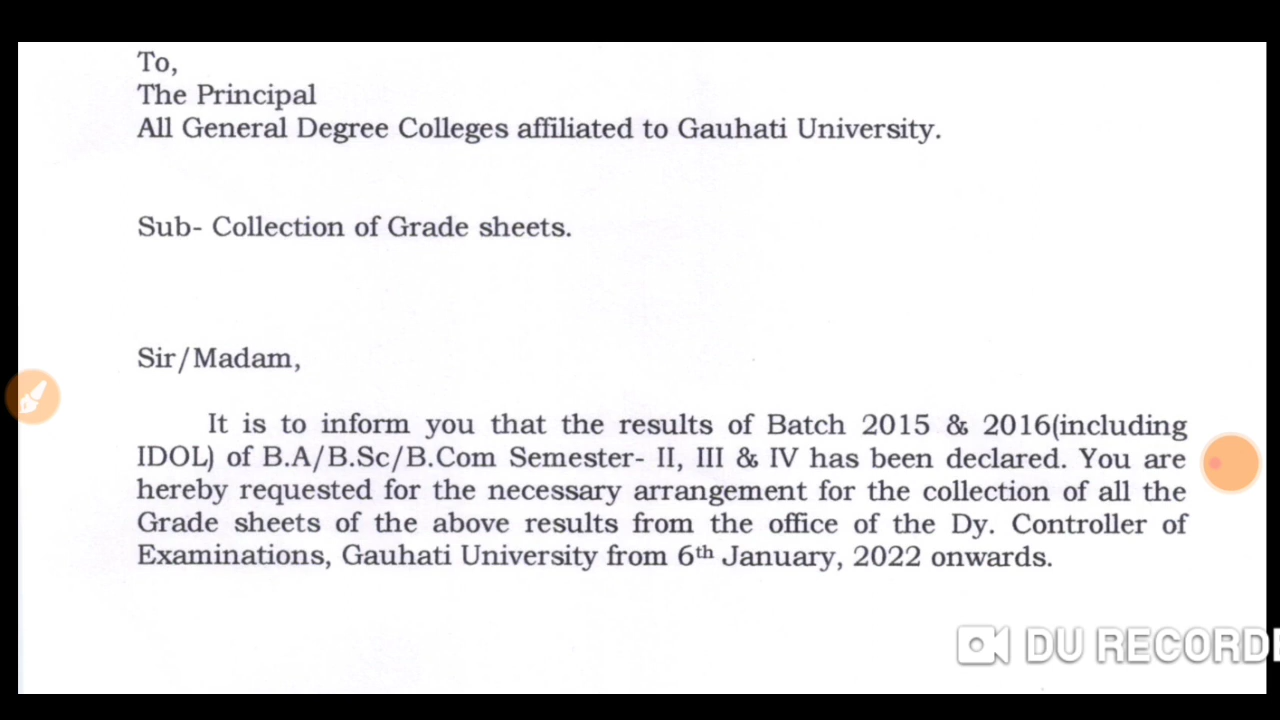 To,
The Principal
All General Degree Colleges affiliated to Gauhati University.
Sub- Collection of Grade sheets.
Sir/Madam,
It is to inform you that the results of Batch 2015 & 2016(including
IDOL) of B.A/B.Sc/B.Com Semester- II, III & IV has been declared. You are
hereby requested for the necessary arrangement for the collection of all the
Grade sheets of the above results from the office of the Dy. Controller of
Examinations, Gauhati University from 6th January, 2022 onwards.
DU RECORDE